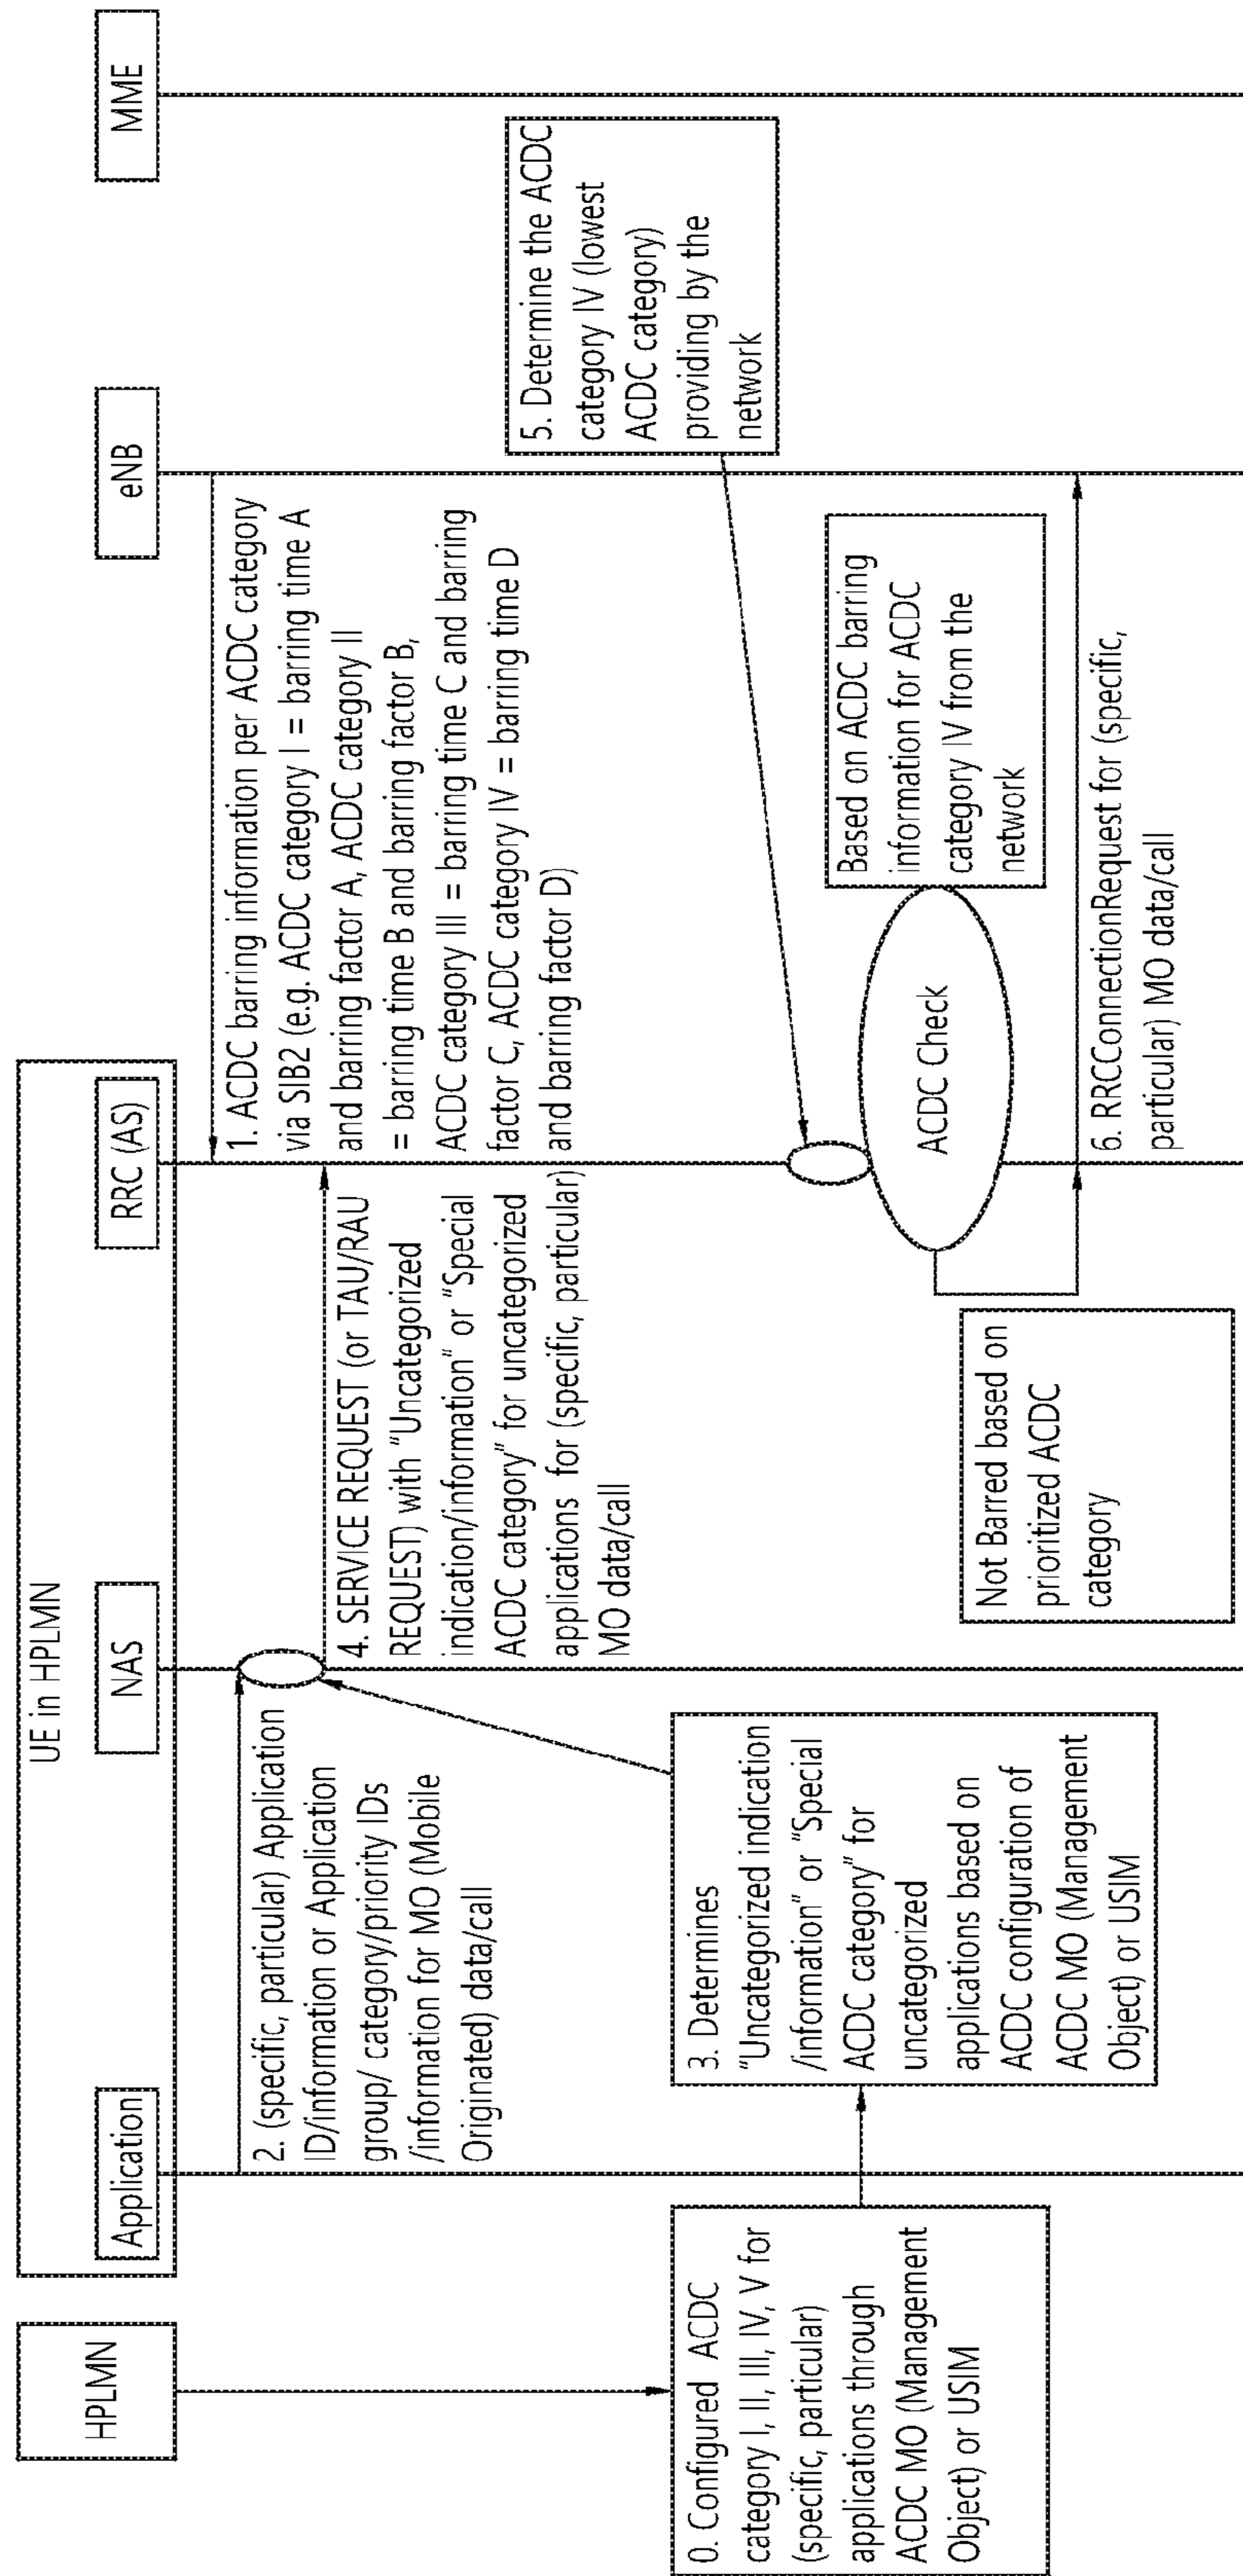 HPLMN
UE in HPLMN
Application
NAS
RRC (AS)
eNB
MME
0. Configured ACDC
category I, II, III, IV, V for
(specific, particular)
applications through
ACDC MO (Management
Object) or USIM
1. ACDC barring information per ACDC category
via SIB2 (e.g. ACDC category I = barring time A
and barring factor A, ACDC category II
= barring time B and barring factor B,
ACDC category III = barring time C and barring
factor C, ACDC category IV = barring time D
and barring factor D)
2. (specific, particular) Application
ID/information or Application
group/ category/priority IDs
/information for MO (Mobile
Originated) data/call
3. Determines
“Uncategorized indication
/information” or “Special
ACDC category” for
uncategorized
applications based on
ACDC configuration of
ACDC MO (Management
Object) or USIM
4. SERVICE REQUEST (or TAU/RAU
REQUEST) with “Uncategorized
indication/information” or “Special
ACDC category” for uncategorized
applications for (specific, particular)
MO data/call
5. Determine the ACDC
category IV (lowest
ACDC category)
providing by the
network
ACDC Check
Based on ACDC barring
information for ACDC
category IV from the
network
Not Barred based on
prioritized ACDC
category
6. RRCConnectionRequest for (specific,
particular) MO data/call